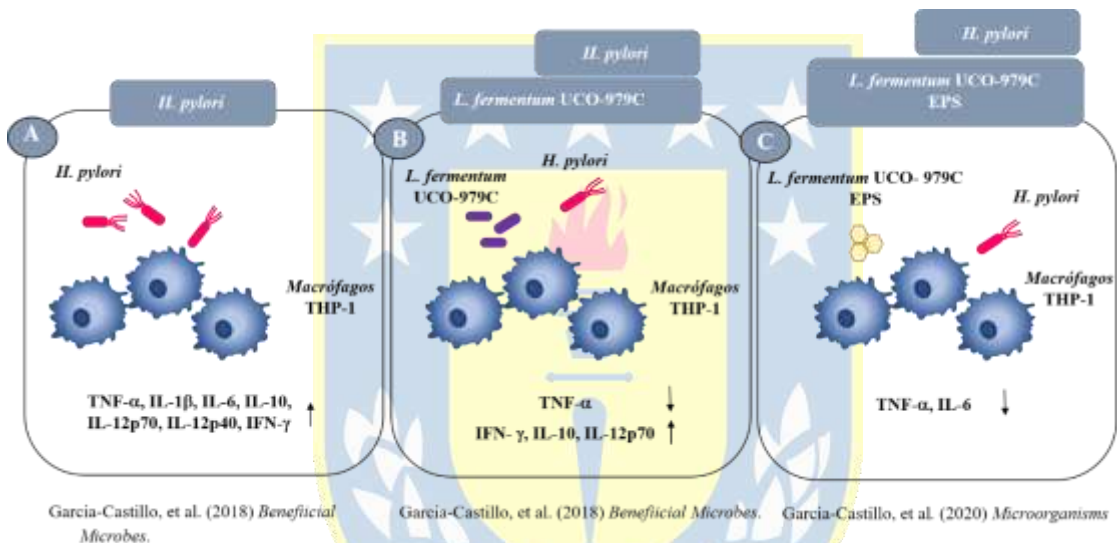 H. pylori
A
H. pylori
Macrófagos
THP-1
TNF-α, IL-1β, IL-6, IL-10,
IL-12p70, IL-12p40, IFN-γ
Garcia-Castillo, et al. (2018) Benefiicial
Microbes.
H. pylori
L. fermentum UCO-979C
B
H. pylori
L. fermentum
UCO-979C
Macrófagos
THP-1
TNF-α
IFN- γ, IL-10, IL-12p70
Garcia-Castillo, et al. (2018) Benefiicial Microbes.
H. pylori
L. fermentum UCO-979C
EPS
C
L. fermentum UCO- 979C
EPS
H. pylori
Macrófagos
THP-1
TNF-α, IL-6
Garcia-Castillo, et al. (2020) Microorganisms